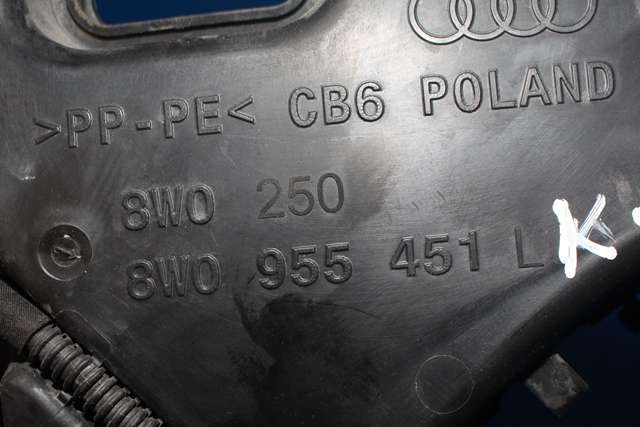 >PP-PE< CB6 POLAND
8W0 250
8W0 955 451 L K